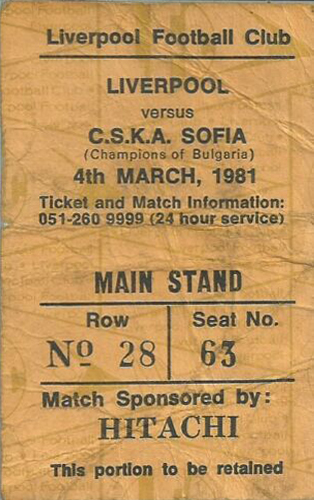 Liverpool Football Club
LIVERPOOL
versus
C.S.K.A. SOFIA
(Champions of Bulgaria)
4th MARCH, 1981
Ticket and Match Information:
051-260 9999 (24 hour service)
MAIN STAND
Row Seat No.
Nº 28 63
Match Sponsored by:
HITACHI
This portion to be retained